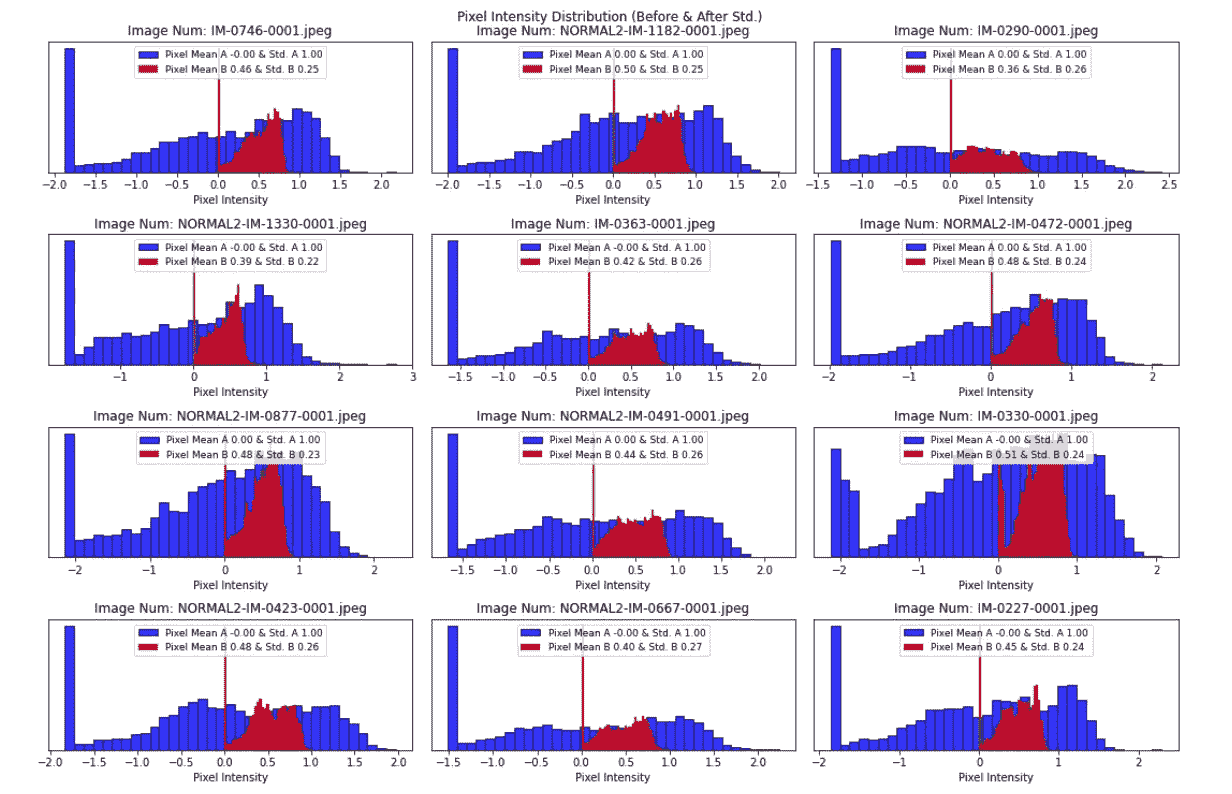 Pixel Intensity Distribution (Before & After Std.)
Image Num: IM-0746-0001.jpeg
Pixel Mean A -0.00 & Std. A 1.00
Pixel Mean B 0.46 & Std. B 0.25
−2.0 −1.5 −1.0 −0.5 0.0 0.5 1.0 1.5 2.0
Pixel Intensity
Image Num: NORMAL2-IM-1182-0001.jpeg
Pixel Mean A 0.00 & Std. A 1.00
Pixel Mean B 0.50 & Std. B 0.25
−2.0 −1.5 −1.0 −0.5 0.0 0.5 1.0 1.5 2.0
Pixel Intensity
Image Num: IM-0290-0001.jpeg
Pixel Mean A 0.00 & Std. A 1.00
Pixel Mean B 0.36 & Std. B 0.26
−1.5 −1.0 −0.5 0.0 0.5 1.0 1.5 2.0 2.5
Pixel Intensity
Image Num: NORMAL2-IM-1330-0001.jpeg
Pixel Mean A -0.00 & Std. A 1.00
Pixel Mean B 0.39 & Std. B 0.22
−1 0 1 2 3
Pixel Intensity
Image Num: IM-0363-0001.jpeg
Pixel Mean A -0.00 & Std. A 1.00
Pixel Mean B 0.42 & Std. B 0.26
−1.5 −1.0 −0.5 0.0 0.5 1.0 1.5 2.0
Pixel Intensity
Image Num: NORMAL2-IM-0472-0001.jpeg
Pixel Mean A 0.00 & Std. A 1.00
Pixel Mean B 0.48 & Std. B 0.24
−2 −1 0 1 2
Pixel Intensity
Image Num: NORMAL2-IM-0877-0001.jpeg
Pixel Mean A 0.00 & Std. A 1.00
Pixel Mean B 0.48 & Std. B 0.23
−2 −1 0 1 2
Pixel Intensity
Image Num: NORMAL2-IM-0491-0001.jpeg
Pixel Mean A 0.00 & Std. A 1.00
Pixel Mean B 0.44 & Std. B 0.26
−1.5 −1.0 −0.5 0.0 0.5 1.0 1.5 2.0
Pixel Intensity
Image Num: IM-0330-0001.jpeg
Pixel Mean A -0.00 & Std. A 1.00
Pixel Mean B 0.51 & Std. B 0.24
−2 −1 0 1 2
Pixel Intensity
Image Num: NORMAL2-IM-0423-0001.jpeg
Pixel Mean A -0.00 & Std. A 1.00
Pixel Mean B 0.48 & Std. B 0.26
−2.0 −1.5 −1.0 −0.5 0.0 0.5 1.0 1.5 2.0
Pixel Intensity
Image Num: NORMAL2-IM-0667-0001.jpeg
Pixel Mean A -0.00 & Std. A 1.00
Pixel Mean B 0.40 & Std. B 0.27
−1.5 −1.0 −0.5 0.0 0.5 1.0 1.5 2.0
Pixel Intensity
Image Num: IM-0227-0001.jpeg
Pixel Mean A -0.00 & Std. A 1.00
Pixel Mean B 0.45 & Std. B 0.24
−2 −1 0 1 2
Pixel Intensity